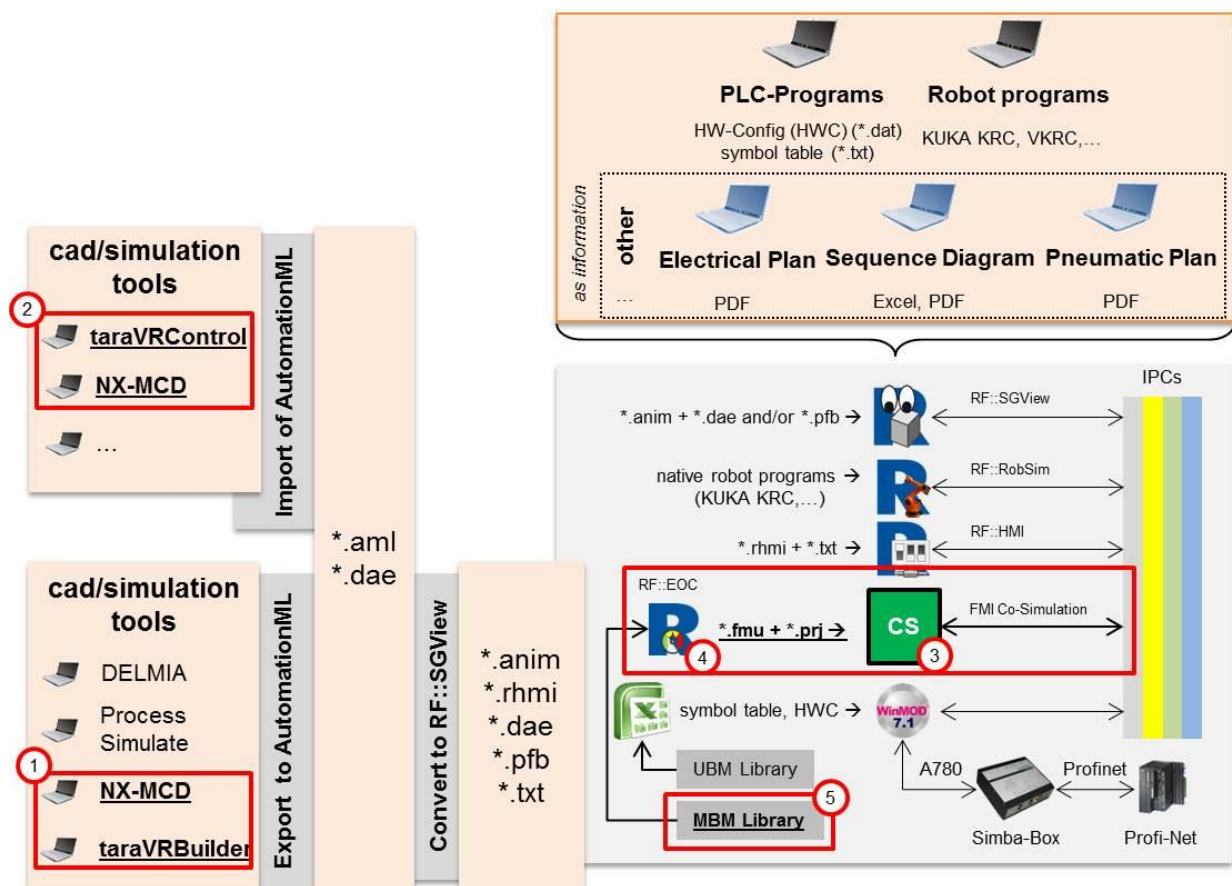 PLC-Programs
HW-Config (HWC) (*.dat)
symbol table (*.txt)
Robot programs
KUKA KRC, VKRC,...
as information
other
...
Electrical Plan
PDF
Sequence Diagram
Excel, PDF
Pneumatic Plan
PDF
cad/simulation
tools
2
taraVRControl
NX-MCD
...
Import of AutomationML
*.aml
*.dae
cad/simulation
tools
DELMIA
Process
Simulate
1
NX-MCD
taraVRBuilder
Export to AutomationML
Convert to RF::SGView
*.anim
*.rhmi
*.dae
*.pfb
*.txt
IPCs
*.anim + *.dae and/or *.pfb →
R
RF::SGView
native robot programs →
(KUKA KRC,...)
R
RF::RobSim
*.rhmi + *.txt →
R
RF::HMI
RF::EOC
R
4
*.fmu + *.prj →
CS
3
FMI Co-Simulation
X
symbol table, HWC →
WinMOD
7.1
UBM Library
MBM Library
5
A780
Profinet
Simba-Box
Profi-Net